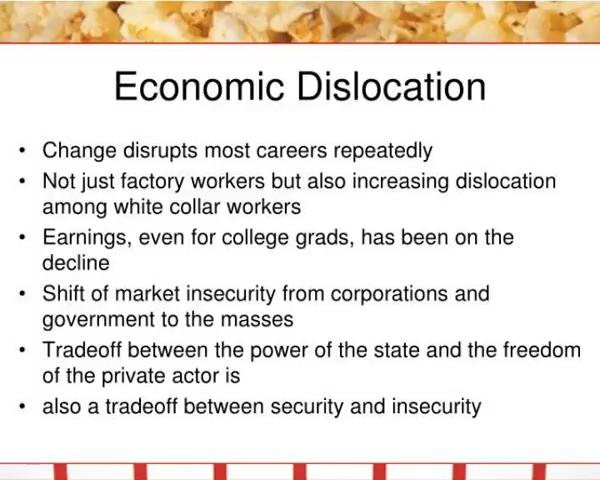 Economic Dislocation
• Change disrupts most careers repeatedly
• Not just factory workers but also increasing dislocation
among white collar workers
• Earnings, even for college grads, has been on the
decline
• Shift of market insecurity from corporations and
government to the masses
• Tradeoff between the power of the state and the freedom
of the private actor is
• also a tradeoff between security and insecurity